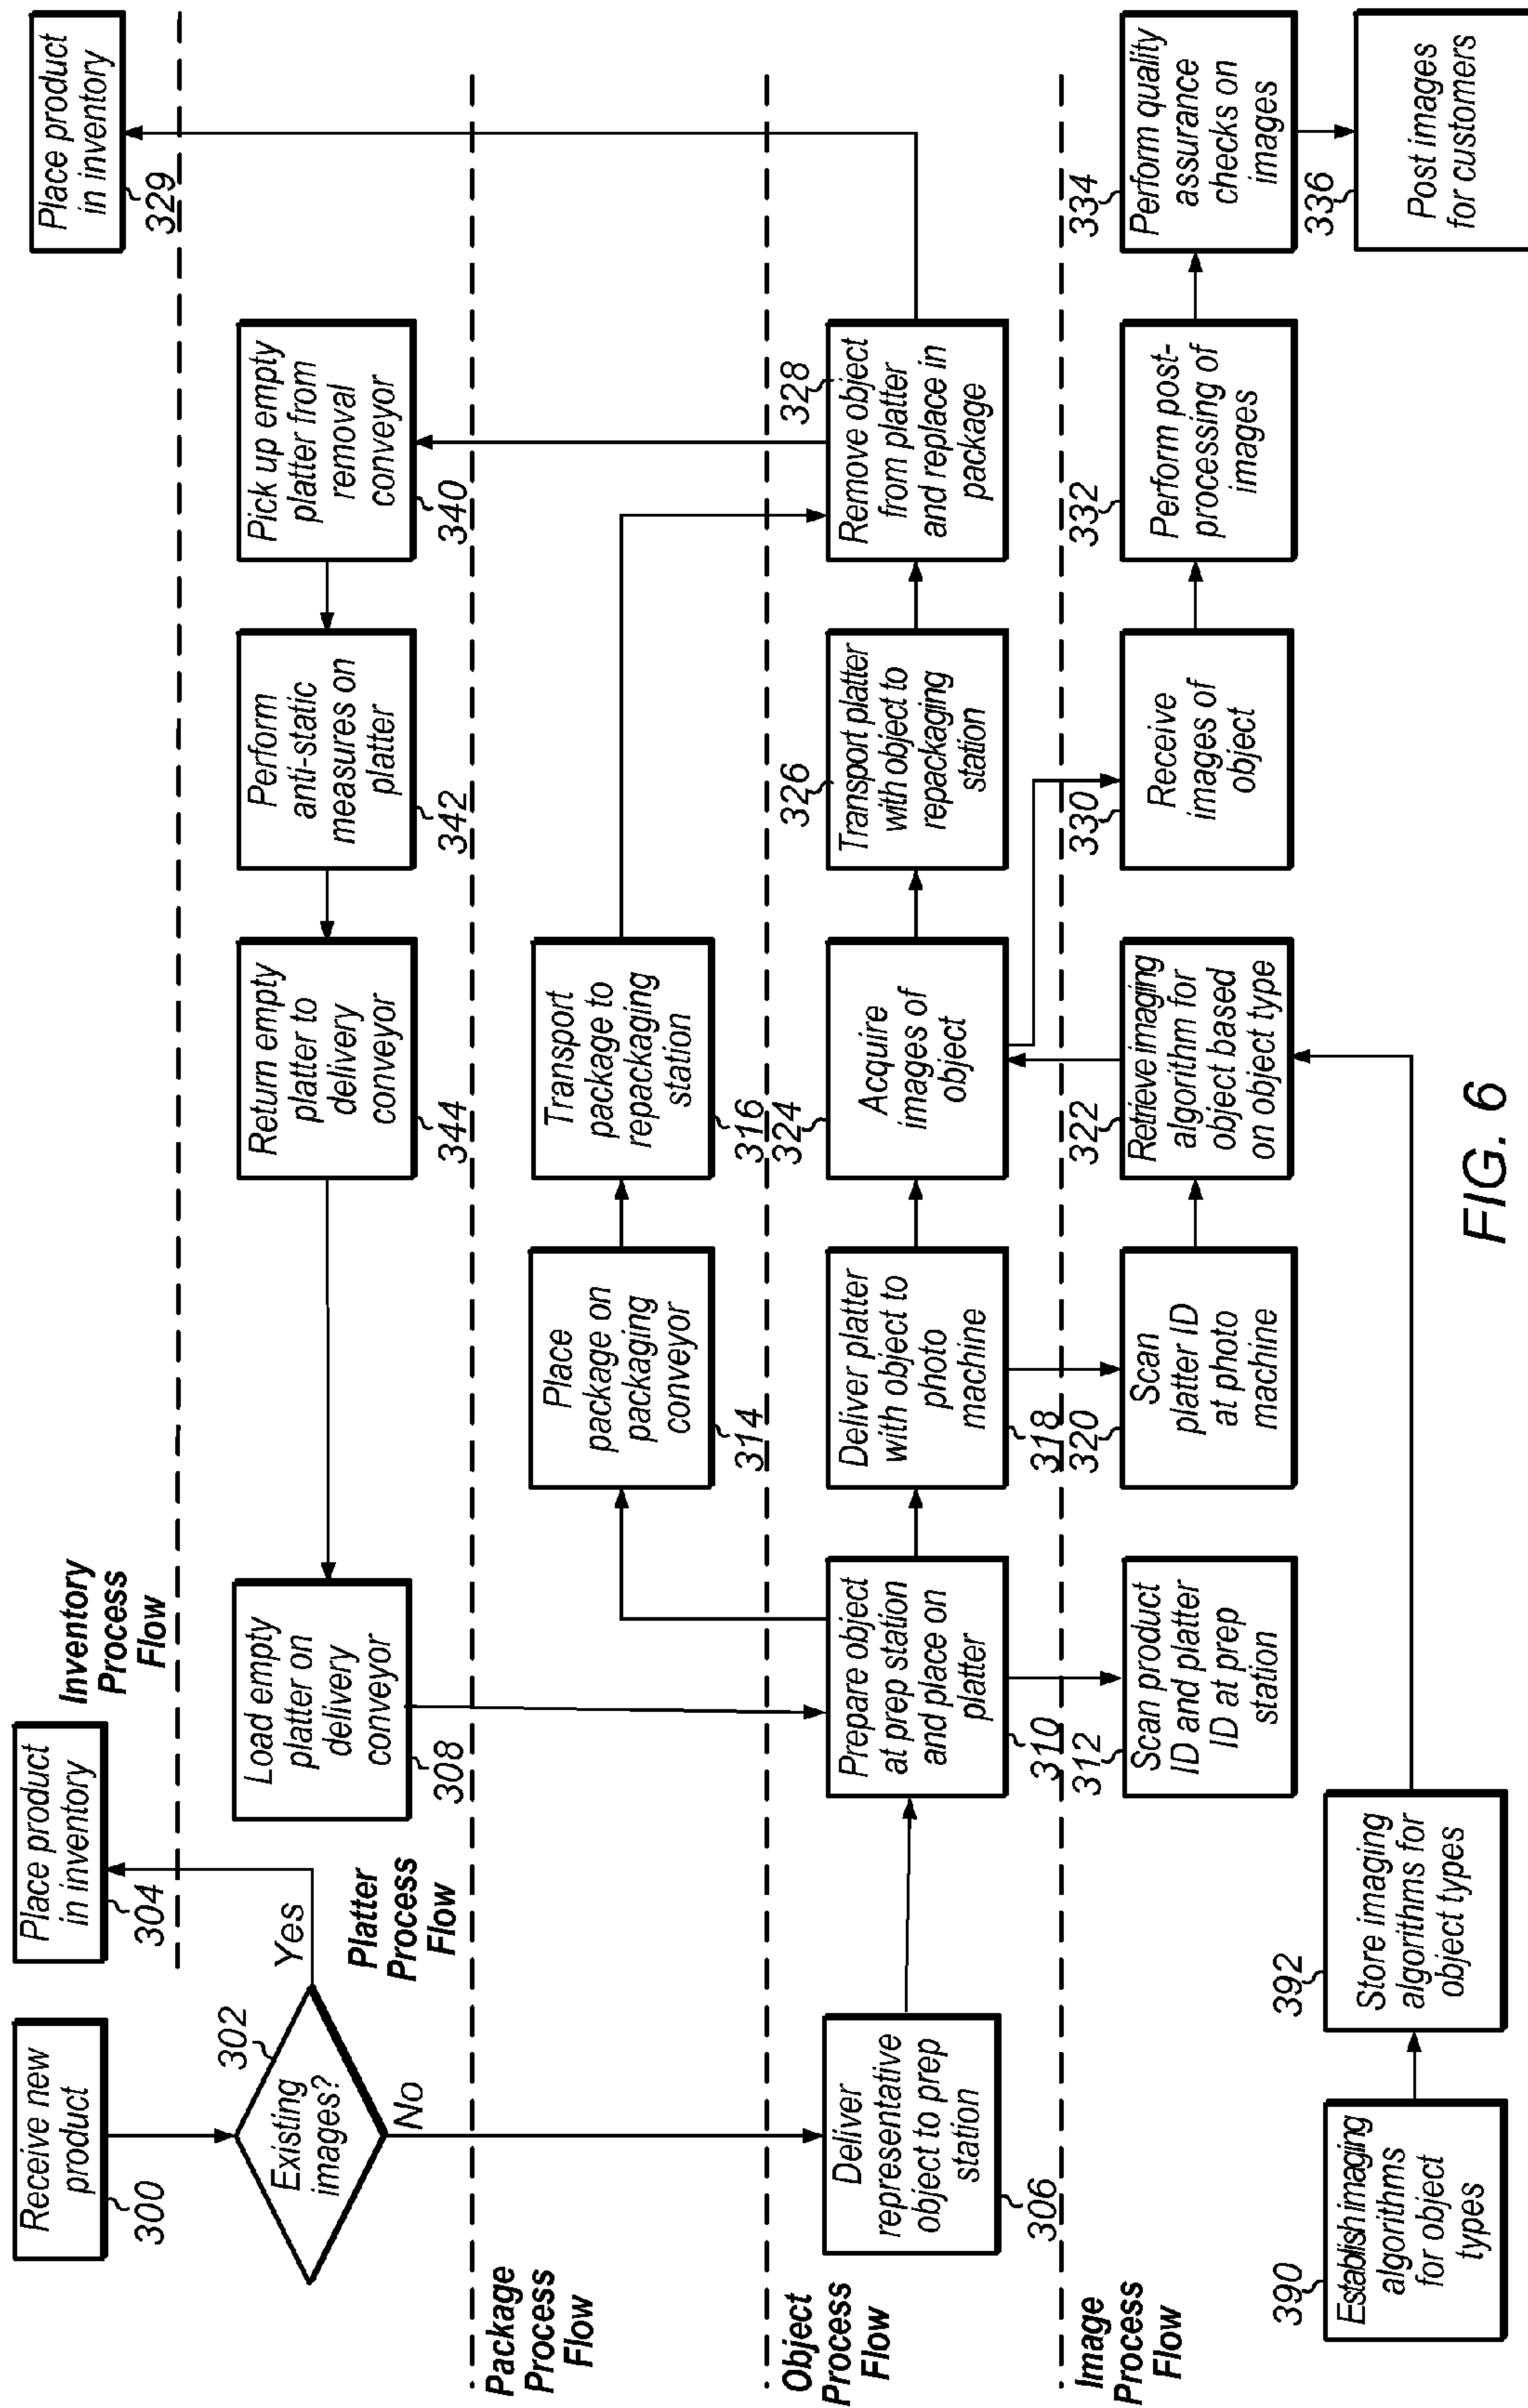 Receive new
product
300
Existing
images?
302
Yes
No
Place product
in inventory
304
Inventory
Process
Flow
Place product
in inventory
329
Platter
Process
Flow
Load empty
platter on
delivery
conveyor
308
Return empty
platter to
delivery
conveyor
344
Perform
anti-static
measures on
platter
342
Pick up empty
platter from
removal
conveyor
340
Package
Process
Flow
Place
package on
packaging
conveyor
314
Transport
package to
repackaging
station
316
Object
Process
Flow
Deliver
representative
object to prep
station
306
Prepare object
at prep station
and place on
platter
310
Deliver platter
with object to
photo
machine
318
324
Acquire
images of
object
326
Transport platter
with object to
repackaging
station
328
Remove object
from platter
and replace in
package
Image
Process
Flow
312
Scan product
ID and platter
ID at prep
station
320
Scan
platter ID
at photo
machine
322
Retrieve imaging
algorithm for
object based
on object type
330
Receive
images of
object
332
Perform post-
processing of
images
334
Perform quality
assurance
checks on
images
336
Post images
for customers
390
Establish imaging
algorithms
for object
types
392
Store imaging
algorithms for
object types
FIG. 6